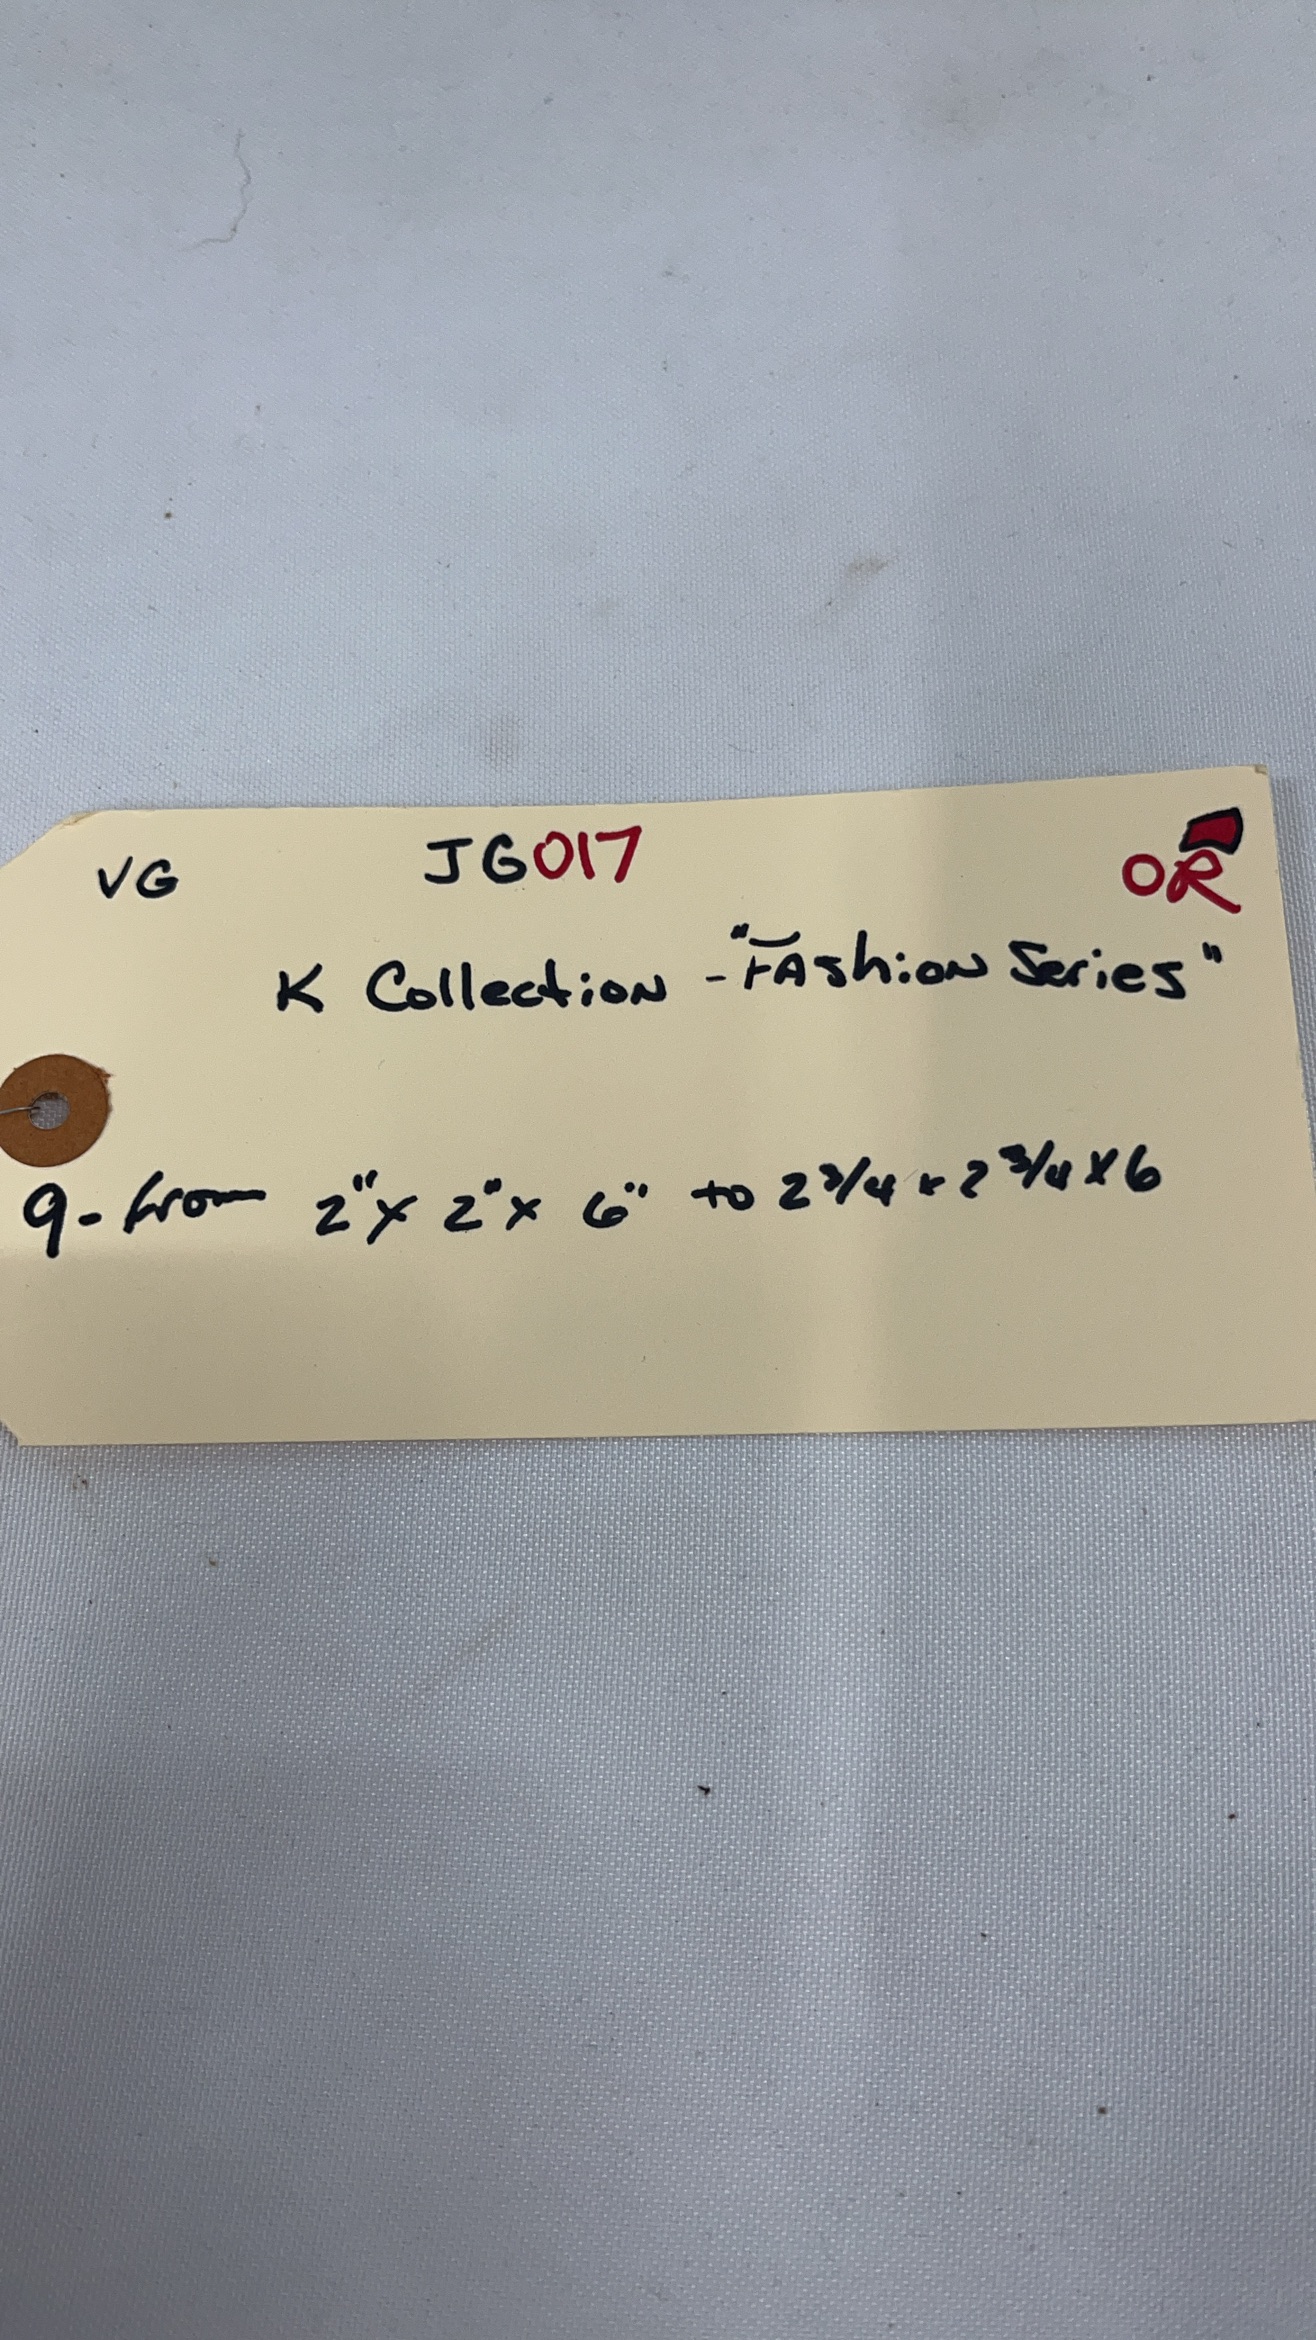 VG JG017 OR
K Collection - "Fashion Series"
9 - from 2" x 2" x 6" to 2 3/4 x 2 3/4 x 6